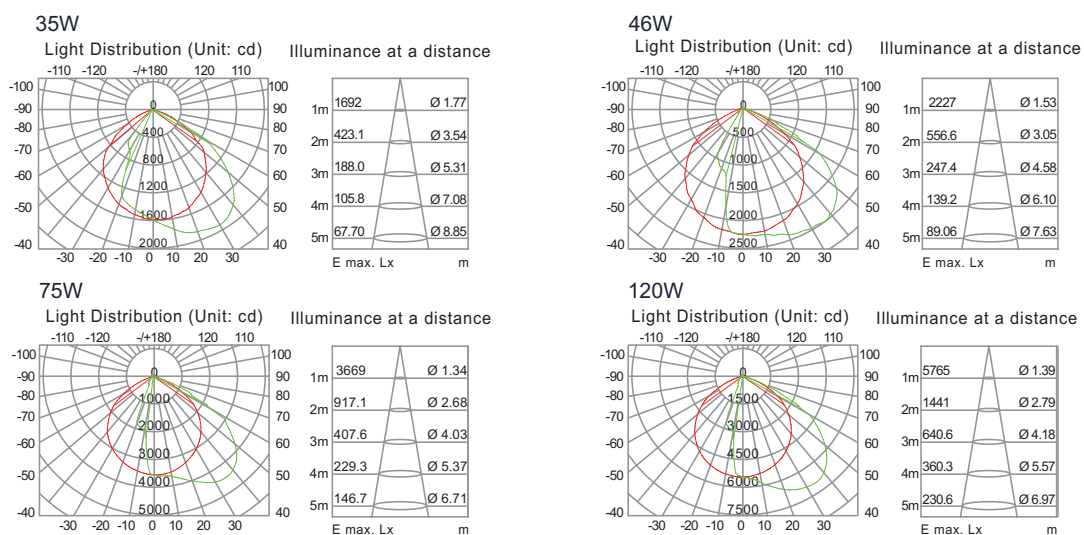 35W
Light Distribution (Unit: cd) Illuminance at a distance
-110 -120 -/+180 120 110
-100 100
-90 90
-80 80
-70 70
-60 60
-50 50
-40 40
-30 -20 -10 0 10 20 30
0
400
800
1200
1600
2000
1m 1692 Ø 1.77
2m 423.1 Ø 3.54
3m 188.0 Ø 5.31
4m 105.8 Ø 7.08
5m 67.70 Ø 8.85
E max. Lx m
46W
Light Distribution (Unit: cd) Illuminance at a distance
-110 -120 -/+180 120 110
-100 100
-90 90
-80 80
-70 70
-60 60
-50 50
-40 40
-30 -20 -10 0 10 20 30
0
500
1000
1500
2000
2500
1m 2227 Ø 1.53
2m 556.6 Ø 3.05
3m 247.4 Ø 4.58
4m 139.2 Ø 6.10
5m 89.06 Ø 7.63
E max. Lx m
75W
Light Distribution (Unit: cd) Illuminance at a distance
-110 -120 -/+180 120 110
-100 100
-90 90
-80 80
-70 70
-60 60
-50 50
-40 40
-30 -20 -10 0 10 20 30
0
1000
2000
3000
4000
5000
1m 3669 Ø 1.34
2m 917.1 Ø 2.68
3m 407.6 Ø 4.03
4m 229.3 Ø 5.37
5m 146.7 Ø 6.71
E max. Lx m
120W
Light Distribution (Unit: cd) Illuminance at a distance
-110 -120 -/+180 120 110
-100 100
-90 90
-80 80
-70 70
-60 60
-50 50
-40 40
-30 -20 -10 0 10 20 30
0
1500
3000
4500
6000
7500
1m 5765 Ø 1.39
2m 1441 Ø 2.79
3m 640.6 Ø 4.18
4m 360.3 Ø 5.57
5m 230.6 Ø 6.97
E max. Lx m